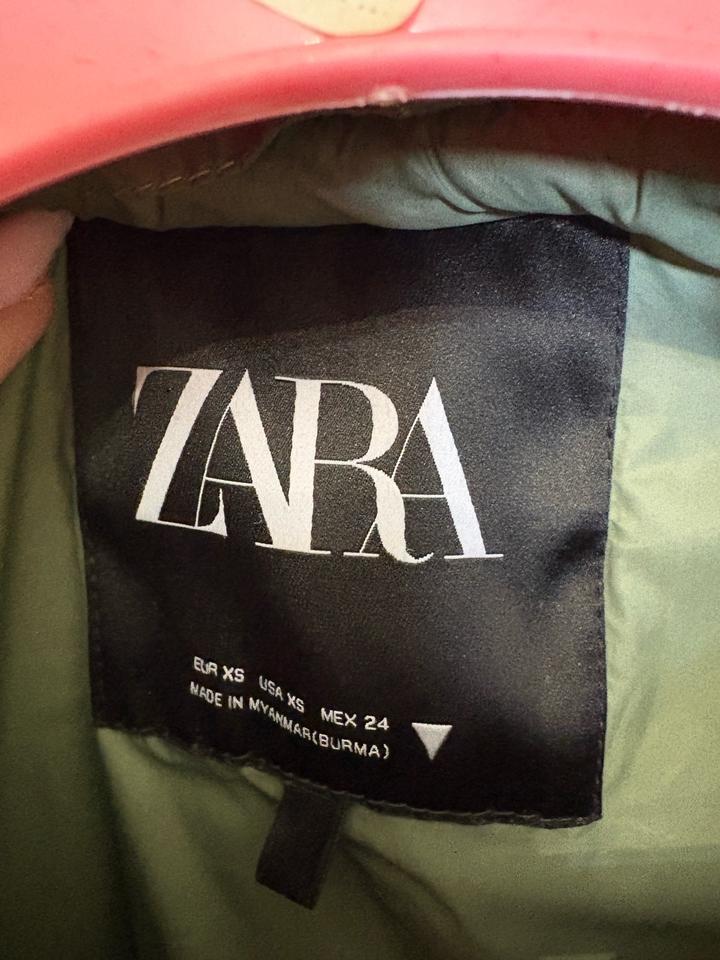 ZARA
EUR XS USA XS MEX 24
MADE IN MYANMAR(BURMA)